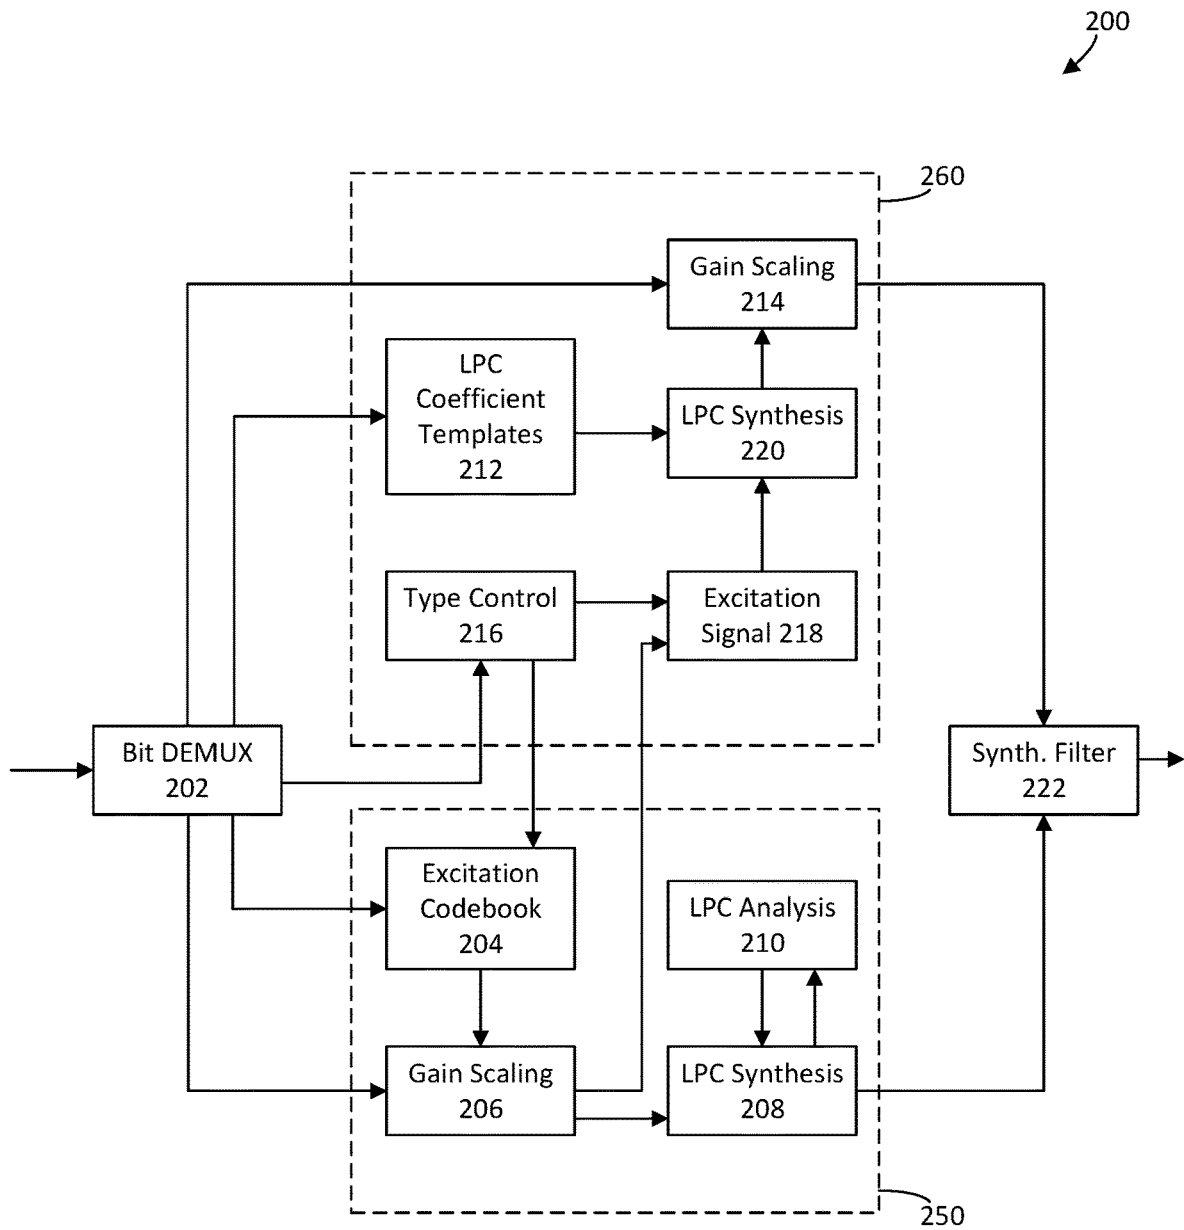 200
260
Gain Scaling
214
LPC
Coefficient
Templates
212
LPC Synthesis
220
Type Control
216
Excitation
Signal 218
Bit DEMUX
202
Synth. Filter
222
Excitation
Codebook
204
LPC Analysis
210
Gain Scaling
206
LPC Synthesis
208
250